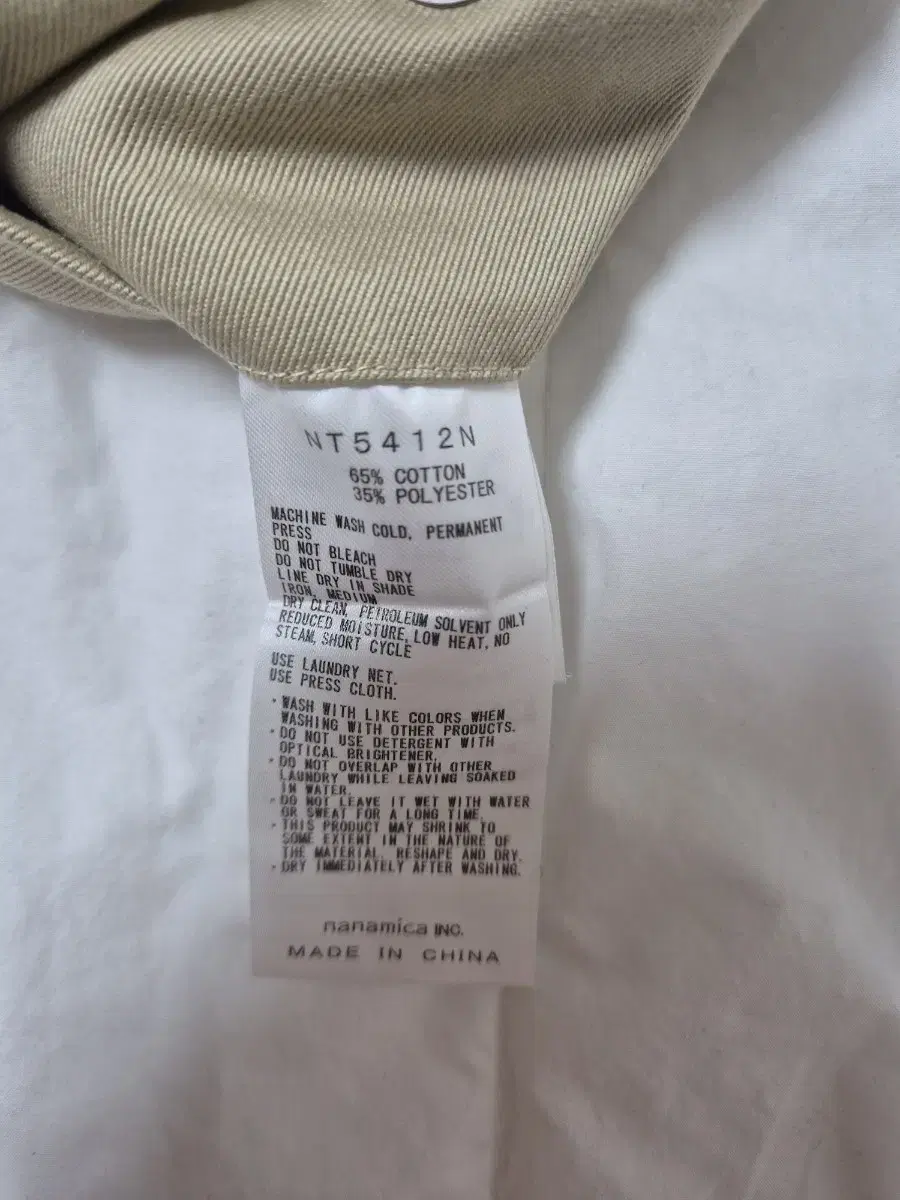 NT5412N
65% COTTON
35% POLYESTER
MACHINE WASH COLD, PERMANENT
PRESS
DO NOT BLEACH
DO NOT TUMBLE DRY
LINE DRY IN SHADE
IRON, MEDIUM
DRY CLEAN, PETROLEUM SOLVENT ONLY
REDUCED MOISTURE, LOW HEAT, NO
STEAM, SHORT CYCLE
USE LAUNDRY NET.
USE PRESS CLOTH.
・WASH WITH LIKE COLORS WHEN
WASHING WITH OTHER PRODUCTS.
・DO NOT USE DETERGENT WITH
OPTICAL BRIGHTENER.
・DO NOT OVERLAP WITH OTHER
LAUNDRY WHILE LEAVING SOAKED
IN WATER.
・DO NOT LEAVE IT WET WITH WATER
OR SWEAT FOR A LONG TIME.
・THIS PRODUCT MAY SHRINK TO
SOME EXTENT IN THE NATURE OF
THE MATERIAL. RESHAPE AND DRY.
・DRY IMMEDIATELY AFTER WASHING.
nanamica INC.
MADE IN CHINA